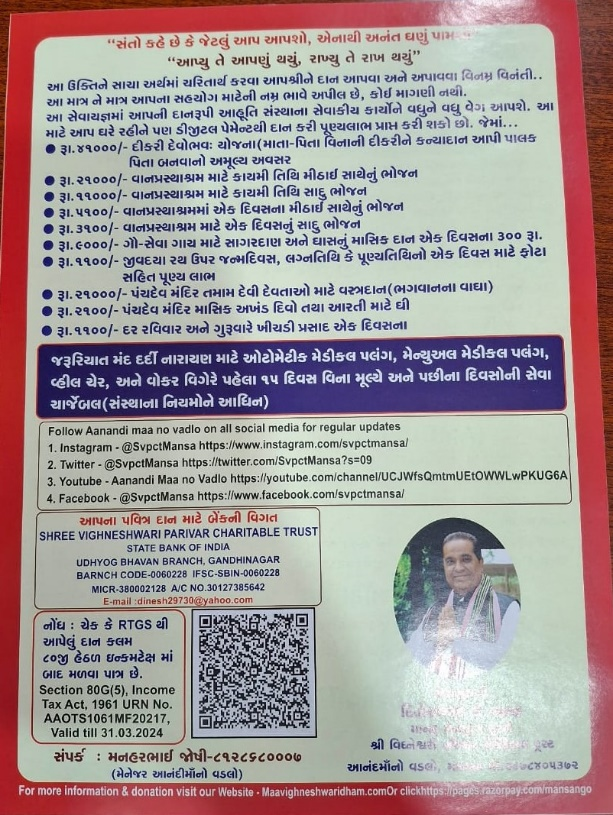 “સંતો કહે છે કે જેટલું આપ આપશો, એનાથી અનંત ઘણું
“આપ્યુ તે આપણું થયું, રાખ્યુ તે રાખ થયું”
આ ઉક્તિને સાચા અર્થમાં ચરિતાર્થ કરવા આપશ્રીને દાન આપવા અને અપાવવા વિનમ્ર વિનંતી..
આ માત્ર ને માત્ર આપના સહયોગ માટેની નમ્ર ભાવે અપીલ છે, કોઈ માગણી નથી.
આ સેવાયજ્ઞમાં આપની દાનરૂપી આહૂતિ સંસ્થાના સેવાકીય કાર્યોને વધુને વધુ વેગ આપશે. આ
માટે આપ ઘરે રહીને પણ ડીજીટલ પેમેન્ટથી દાન કરી પૂણ્યલાભ પ્રાપ્ત કરી શકો છો. જેમાં...
● રૂા.૪૧૦૦૦/- દીકરી દેવોભવઃ યોજના(માતા-પિતા વિનાની દીકરીને કન્યાદાન આપી પાલક
પિતા બનવાનો અમૂલ્ય અવસર
● રૂા.૨૧૦૦૦/- વાનપ્રસ્થાશ્રમ માટે કાયમી તિથિ મીઠાઈ સાથેનું ભોજન
● રૂા.૧૧૦૦૦/- વાનપ્રસ્થાશ્રમ માટે કાયમી તિથિ સાદુ ભોજન
● રૂા.૫૧૦૦/- વાનપ્રસ્થાશ્રમમાં એક દિવસના મીઠાઈ સાથેનું ભોજન
● રૂા.૩૧૦૦/- વાનપ્રસ્થાશ્રમ માટે એક દિવસનું સાદુ ભોજન
● રૂા.૯૦૦૦/- ગૌ-સેવા ગાય માટે સાગરદાણ અને ઘાસનું માસિક દાન એક દિવસના 300 રૂા.
● રૂા.૧૧૦૦/- જીવદયા રથ ઉપર જન્મદિવસ, લગ્નતિથિ કે પૂણ્યતિથિનો એક દિવસ માટે ફોટા
સહિત પૂણ્ય લાભ
● રૂા.૨૧૦૦૦/- પંચદેવ મંદિર તમામ દેવી દેવતાઓ માટે વસ્ત્રદાન(ભગવાનના વાઘા)
● રૂા.૨૧૦૦/- પંચદેવ મંદિર માસિક અખંડ દિવો તથા આરતી માટે ઘી
● રૂા.૧૧૦૦/- દર રવિવાર અને ગુરૂવારે ખીચડી પ્રસાદ એક દિવસના
જરૂરિયાત મંદ દર્દી નારાયણ માટે ઓટોમેટીક મેડીકલ પલંગ, મેન્યુઅલ મેડીકલ પલંગ,
વ્હીલ ચેર, અને વોકર વિગેરે પહેલા ૧૫ દિવસ વિના મૂલ્યે અને પછીના દિવસોની સેવા
ચાર્જેબલ(સંસ્થાના નિયમોને આધિન)
Follow Aanandi maa no vadlo on all social media for regular updates
1. Instagram - @SvpctMansa https://www.instagram.com/svpctmansa/
2. Twitter - @SvpctMansa https://twitter.com/SvpctMansa?s=09
3. Youtube - Aanandi Maa no Vadlo https://youtube.com/channel/UCJWfsQmtmUEtOWWLwPKUG6A
4. Facebook - @SvpctMansa https://www.facebook.com/svpctmansa/
આપના પવિત્ર દાન માટે બેંકની વિગત
SHREE VIGHNESHWARI PARIVAR CHARITABLE TRUST
STATE BANK OF INDIA
UDHYOG BHAVAN BRANCH, GANDHINAGAR
BARNCH CODE-0060228 IFSC-SBIN-0060228
MICR-380002128 A/C NO.30127385642
E-mail :dinesh29730@yahoo.com
નોંધ : ચેક કે RTGS થી
આપેલું દાન કલમ
૮૦જી હેઠળ ઇન્કમટેક્ષ માં
બાદ મળવા પાત્ર છે.
Section 80G(5), Income
Tax Act, 1961 URN No.
AAOTS1061MF20217,
Valid till 31.03.2024
સંપર્ક : મનહરભાઈ જોષી-૮૧૨૮૬૮૦૦૦૭
(મેનેજર આનંદીમાઁનો વડલો)
શ્રી વિઘ્નેશ્વરી ટ્રસ્ટ
આનંદીમાઁનો વડલો,
For more information & donation visit our Website - Maavighneshwaridham.comOr clickhttps://pages.razorpay.com/mansango